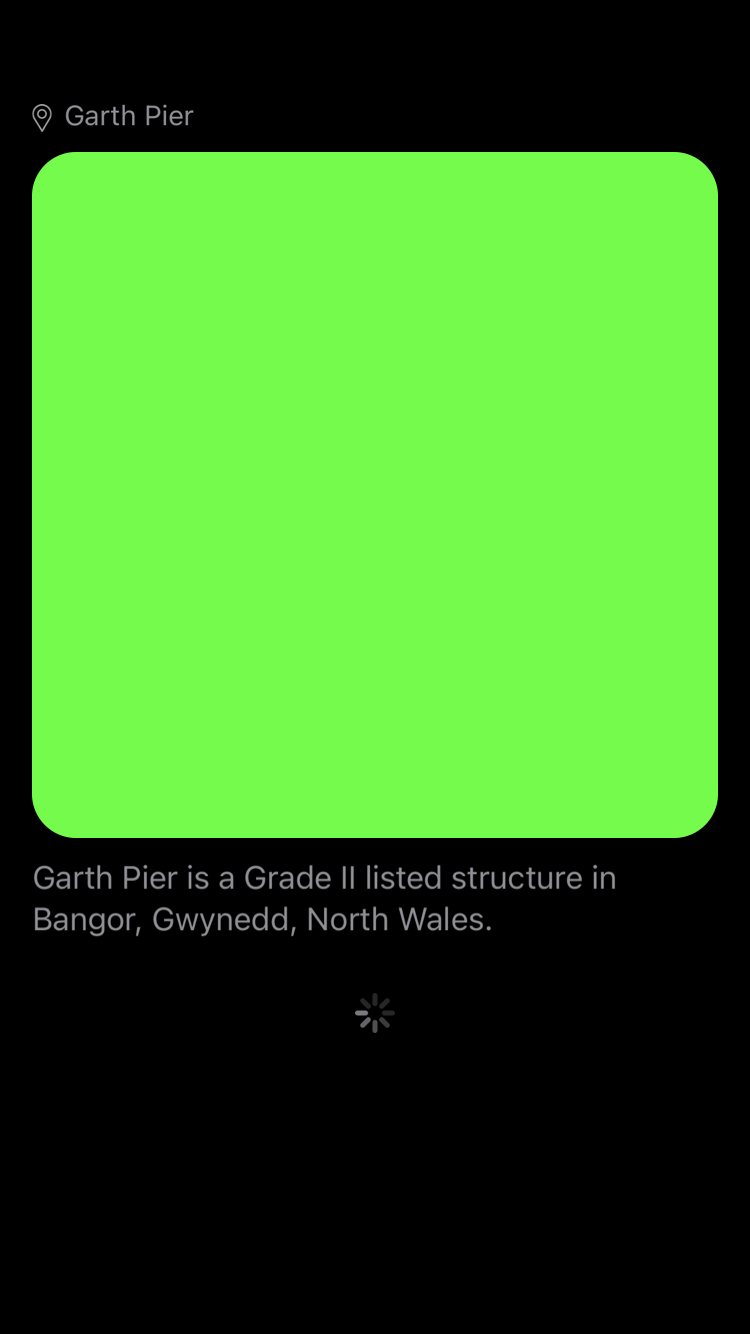 Garth Pier
Garth Pier is a Grade II listed structure in
Bangor, Gwynedd, North Wales.